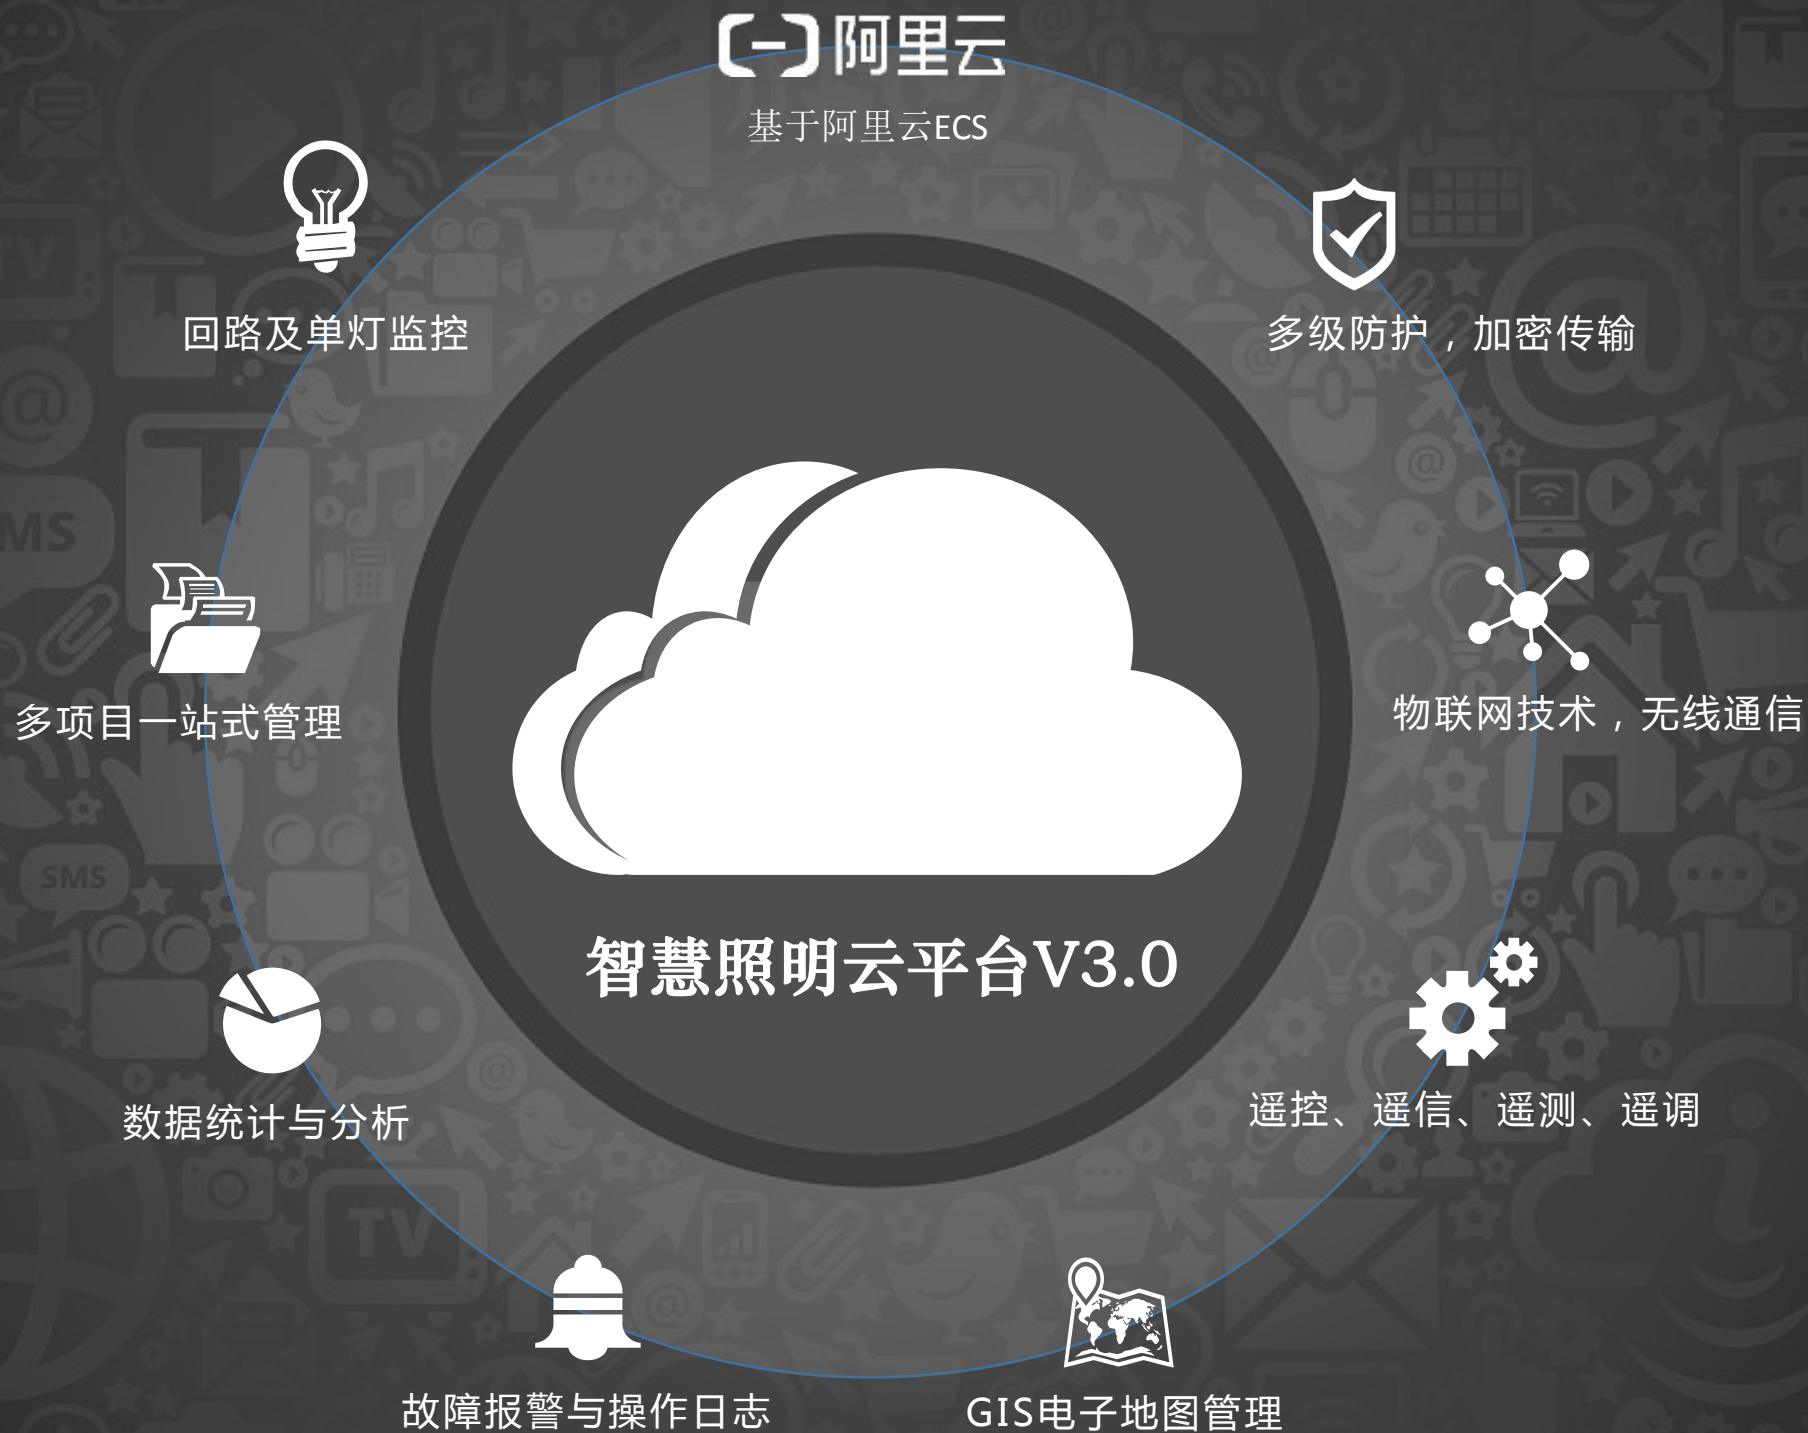 阿里云
基于阿里云ECS
回路及单灯监控
多级防护，加密传输
多项目一站式管理
物联网技术，无线通信
智慧照明云平台V3.0
数据统计与分析
遥控、遥信、遥测、遥调
故障报警与操作日志
GIS电子地图管理
TV
MS
SMS
TV